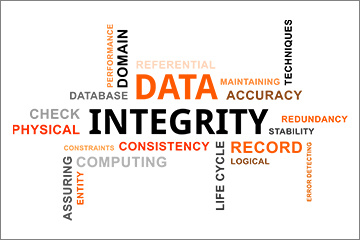 PERFORMANCE
DOMAIN
REFERENTIAL
TECHNIQUES
DATA
MAINTAINING
DATABASE
ACCURACY
CHECK
INTEGRITY
REDUNDANCY
PHYSICAL
STABILITY
CONSTRAINTS
CONSISTENCY
RECORD
ASSURING
ENTITY
COMPUTING
LIFE CYCLE
LOGICAL
ERROR DETECTING